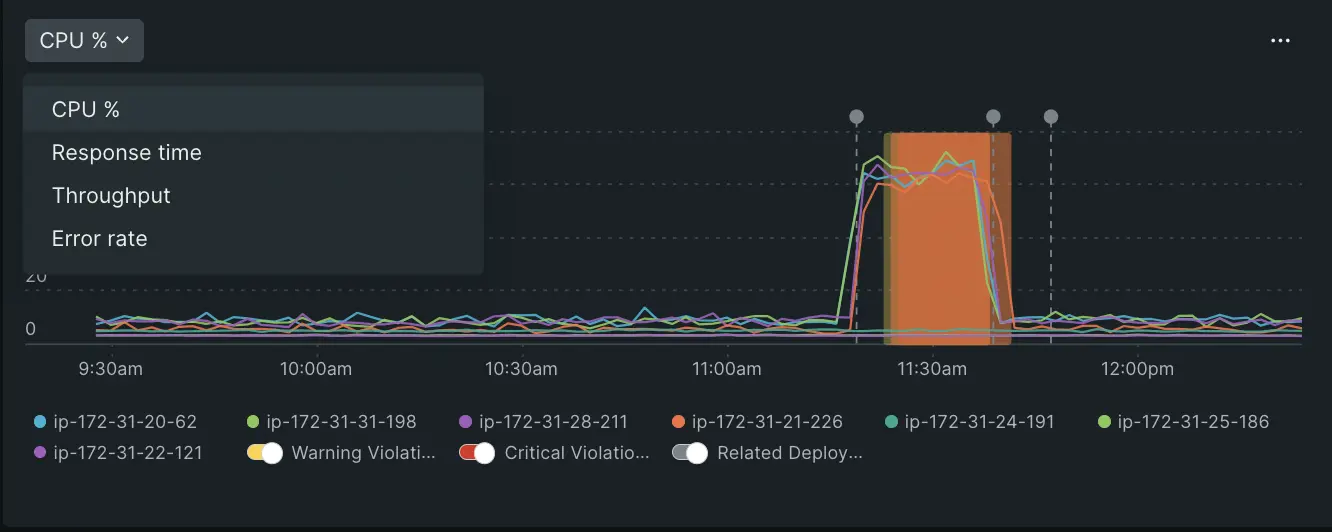 CPU %
CPU %
Response time
Throughput
Error rate
20
0
9:30am 10:00am 10:30am 11:00am 11:30am 12:00pm
ip-172-31-20-62 ip-172-31-31-198 ip-172-31-28-211 ip-172-31-21-226 ip-172-31-24-191 ip-172-31-25-186
ip-172-31-22-121 Warning Violati... Critical Violatio... Related Deploy...